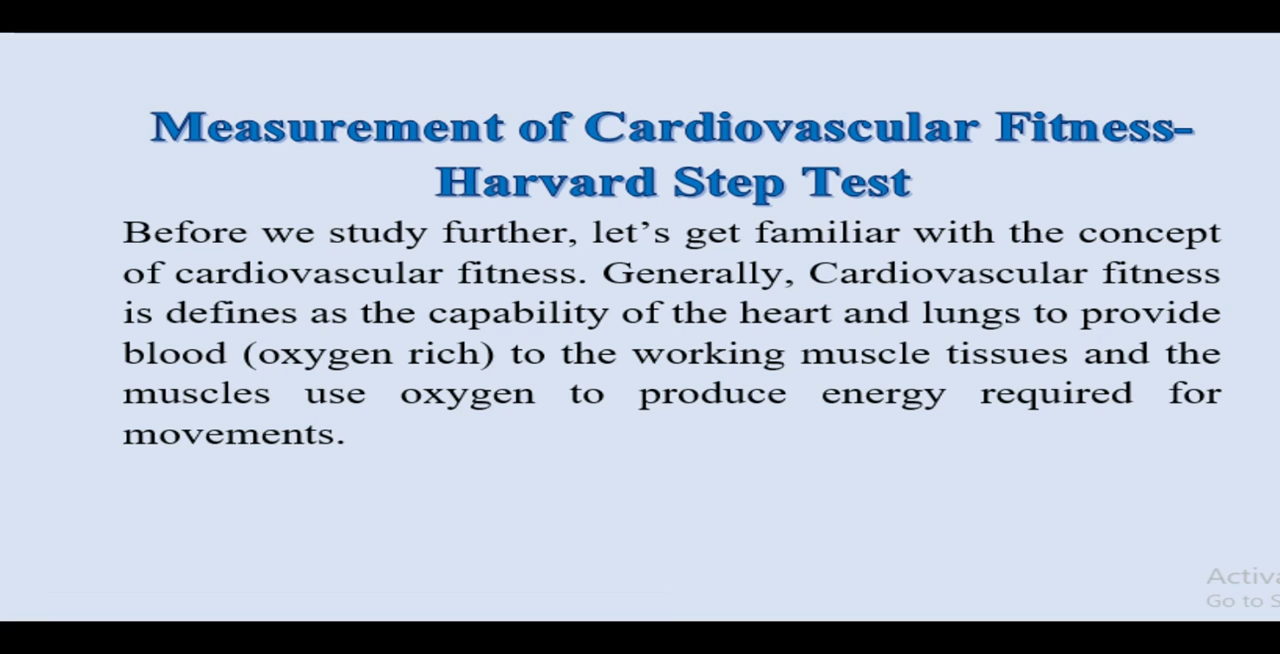 Measurement of Cardiovascular Fitness-
Harvard Step Test
Before we study further, let's get familiar with the concept
of cardiovascular fitness. Generally, Cardiovascular fitness
is defines as the capability of the heart and lungs to provide
blood (oxygen rich) to the working muscle tissues and the
muscles use oxygen to produce energy required for
movements.
Go to